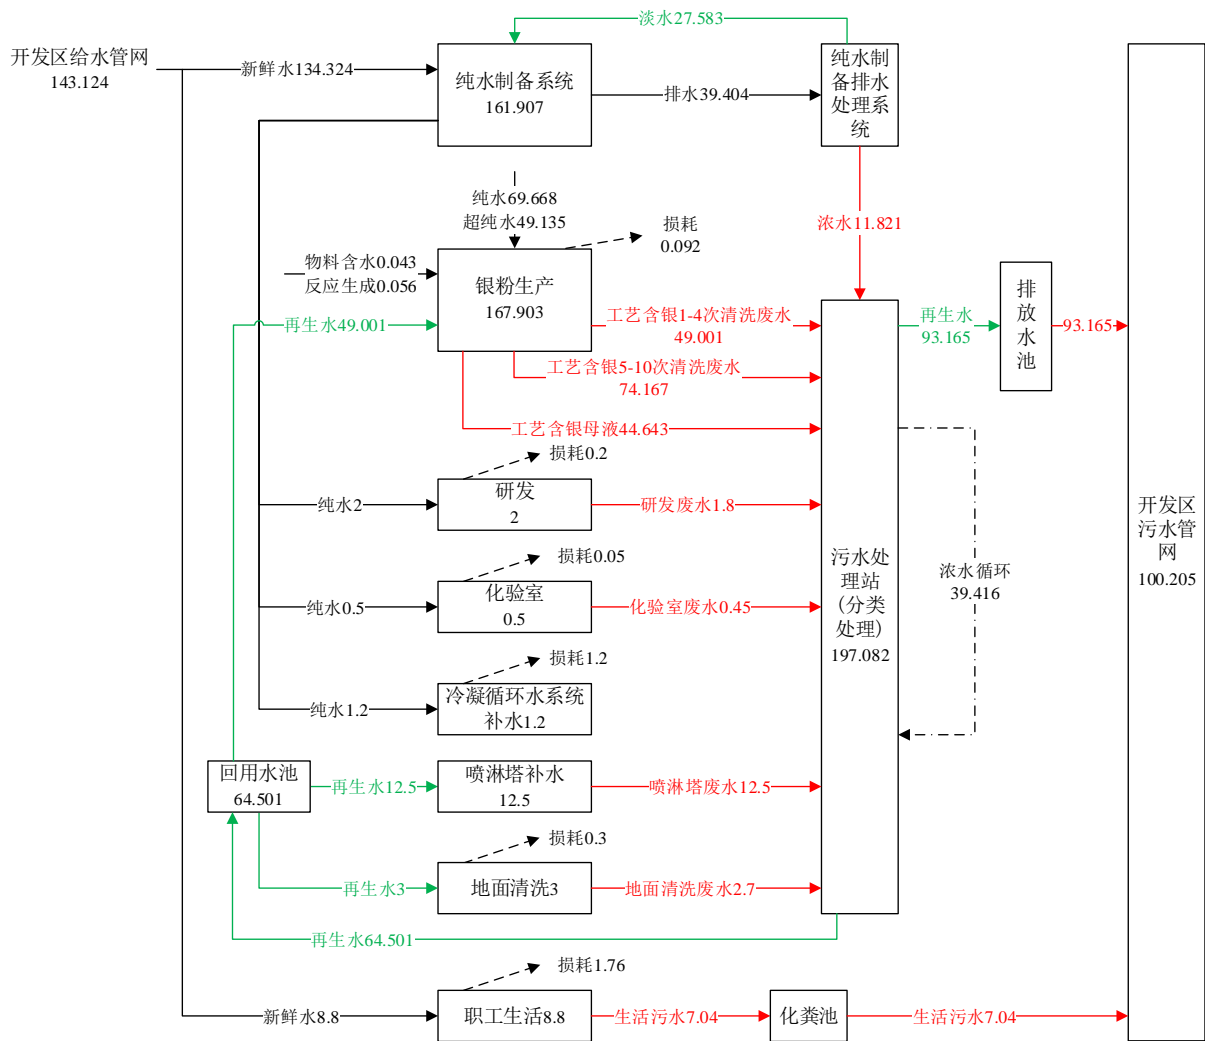 淡水27.583
开发区给水管网
143.124
新鲜水134.324
纯水制备系统
161.907
排水39.404
纯水制
备排水
处理系
统
纯水69.668
超纯水49.135
损耗
0.092
浓水11.821
物料含水0.043
反应生成0.056
银粉生产
167.903
再生水49.001
工艺含银1-4次清洗废水
49.001
工艺含银5-10次清洗废水
74.167
工艺含银母液44.643
再生水
93.165
排
放
水
池
93.165
损耗0.2
纯水2
研发
2
研发废水1.8
损耗0.05
纯水0.5
化验室
0.5
化验室废水0.45
污水处
理站
（分类
处理）
197.082
浓水循环
39.416
开发区
污水管
网
100.205
损耗1.2
纯水1.2
冷凝循环水系统
补水1.2
回用水池
64.501
再生水12.5
喷淋塔补水
12.5
喷淋塔废水12.5
损耗0.3
再生水3
地面清洗3
地面清洗废水2.7
再生水64.501
损耗1.76
新鲜水8.8
职工生活8.8
生活污水7.04
化粪池
生活污水7.04